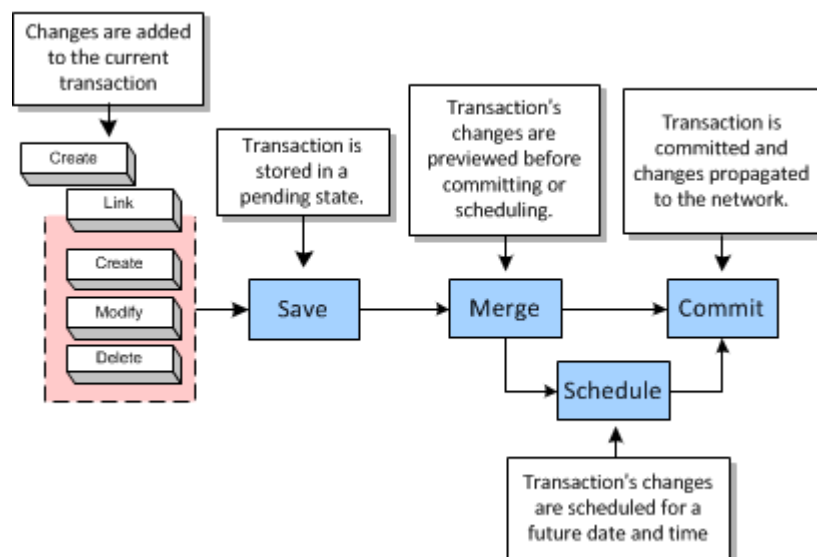 Changes are added
to the current
transaction
Create
Link
Create
Modify
Delete
Transaction is
stored in a
pending state.
Save
Transaction's
changes are
previewed before
committing or
scheduling.
Merge
Transaction is
committed and
changes propagated
to the network.
Commit
Schedule
Transaction's changes
are scheduled for a
future date and time